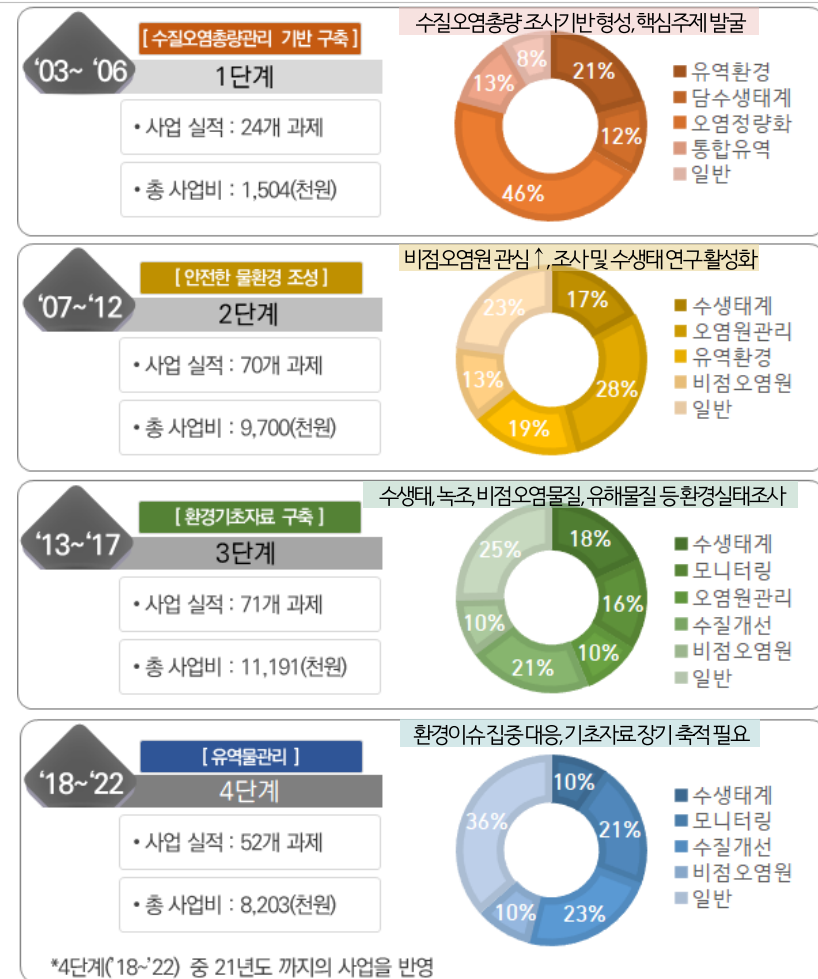 [ 수질오염총량관리 기반 구축 ]
수질오염총량 조사기반 형성, 핵심주제 발굴
‘03~ ‘06
1단계
• 사업 실적 : 24개 과제
• 총 사업비 : 1,504(천원)
21%
12%
46%
13%
8%
유역환경
담수생태계
오염정량화
통합유역
일반
[ 안전한 물환경 조성 ]
비점오염원 관심↑, 조사 및 수생태 연구 활성화
‘07~‘12
2단계
• 사업 실적 : 70개 과제
• 총 사업비 : 9,700(천원)
17%
28%
19%
13%
23%
수생태계
오염원관리
유역환경
비점오염원
일반
[ 환경기초자료 구축 ]
수생태, 녹조, 비점오염물질, 유해물질 등 환경실태조사
‘13~‘17
3단계
• 사업 실적 : 71개 과제
• 총 사업비 : 11,191(천원)
18%
16%
10%
21%
10%
25%
수생태계
모니터링
오염원관리
수질개선
비점오염원
일반
[ 유역물관리 ]
환경이슈 집중 대응, 기초자료 장기 축적 필요
‘18~‘22
4단계
• 사업 실적 : 52개 과제
• 총 사업비 : 8,203(천원)
10%
21%
23%
10%
36%
수생태계
모니터링
수질개선
비점오염원
일반
*4단계(’18~’22) 중 21년도 까지의 사업을 반영